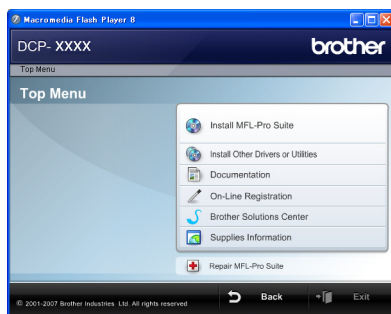 Macromedia Flash Player 8
DCP- XXXX
brother
Top Menu
Top Menu
Install MFL-Pro Suite
Install Other Drivers or Utilities
Documentation
On-Line Registration
Brother Solutions Center
Supplies Information
Repair MFL-Pro Suite
© 2001-2007 Brother Industries Ltd. All rights reserved
Back
Exit